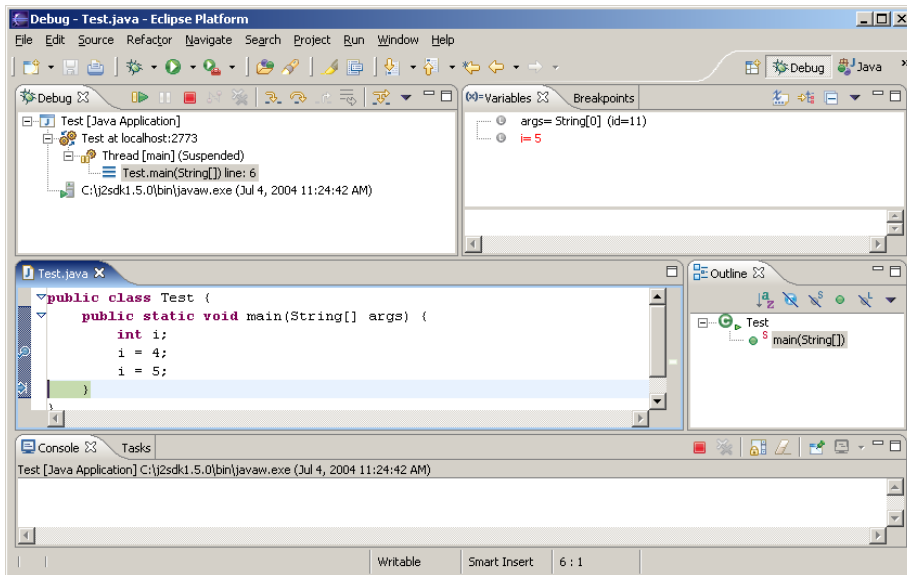 Debug - Test.java - Eclipse Platform
File Edit Source Refactor Navigate Search Project Run Window Help
Debug Java
Debug
Test [Java Application]
Test at localhost:2773
Thread [main] (Suspended)
Test.main(String[]) line: 6
C:\j2sdk1.5.0\bin\javaw.exe (Jul 4, 2004 11:24:42 AM)
(x)=Variables Breakpoints
args= String[0] (id=11)
i= 5
Test.java
public class Test {
public static void main(String[] args) {
int i;
i = 4;
i = 5;
}
}
Outline
Test
main(String[])
Console Tasks
Test [Java Application] C:\j2sdk1.5.0\bin\javaw.exe (Jul 4, 2004 11:24:42 AM)
Writable Smart Insert 6 : 1